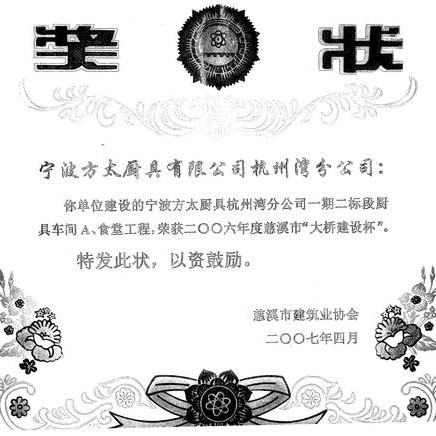 奖状
宁波方太厨具有限公司杭州湾分公司：
你单位建设的宁波方太厨具杭州湾分公司一期二标段厨
具车间A、食堂工程，荣获二〇〇六年度慈溪市“大桥建设杯”。
特发此状，以资鼓励。
慈溪市建筑业协会
二〇〇七年四月